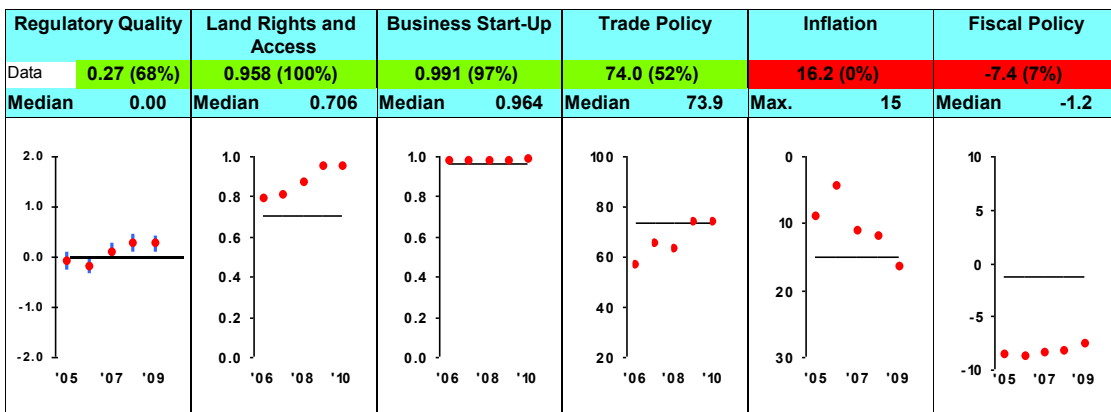 Regulatory Quality
Land Rights and
Access
Business Start-Up
Trade Policy
Inflation
Fiscal Policy
Data 0.27 (68%)
0.958 (100%)
0.991 (97%)
74.0 (52%)
16.2 (0%)
-7.4 (7%)
Median 0.00
Median 0.706
Median 0.964
Median 73.9
Max. 15
Median -1.2
2.0
1.0
0.0
-1.0
-2.0
'05 '07 '09
1.0
0.8
0.6
0.4
0.2
0.0
'06 '08 '10
1.0
0.8
0.6
0.4
0.2
0.0
'06 '08 '10
100
80
60
40
20
'06 '08 '10
0
10
20
30
'05 '07 '09
10
5
0
-5
-10
'05 '07 '09